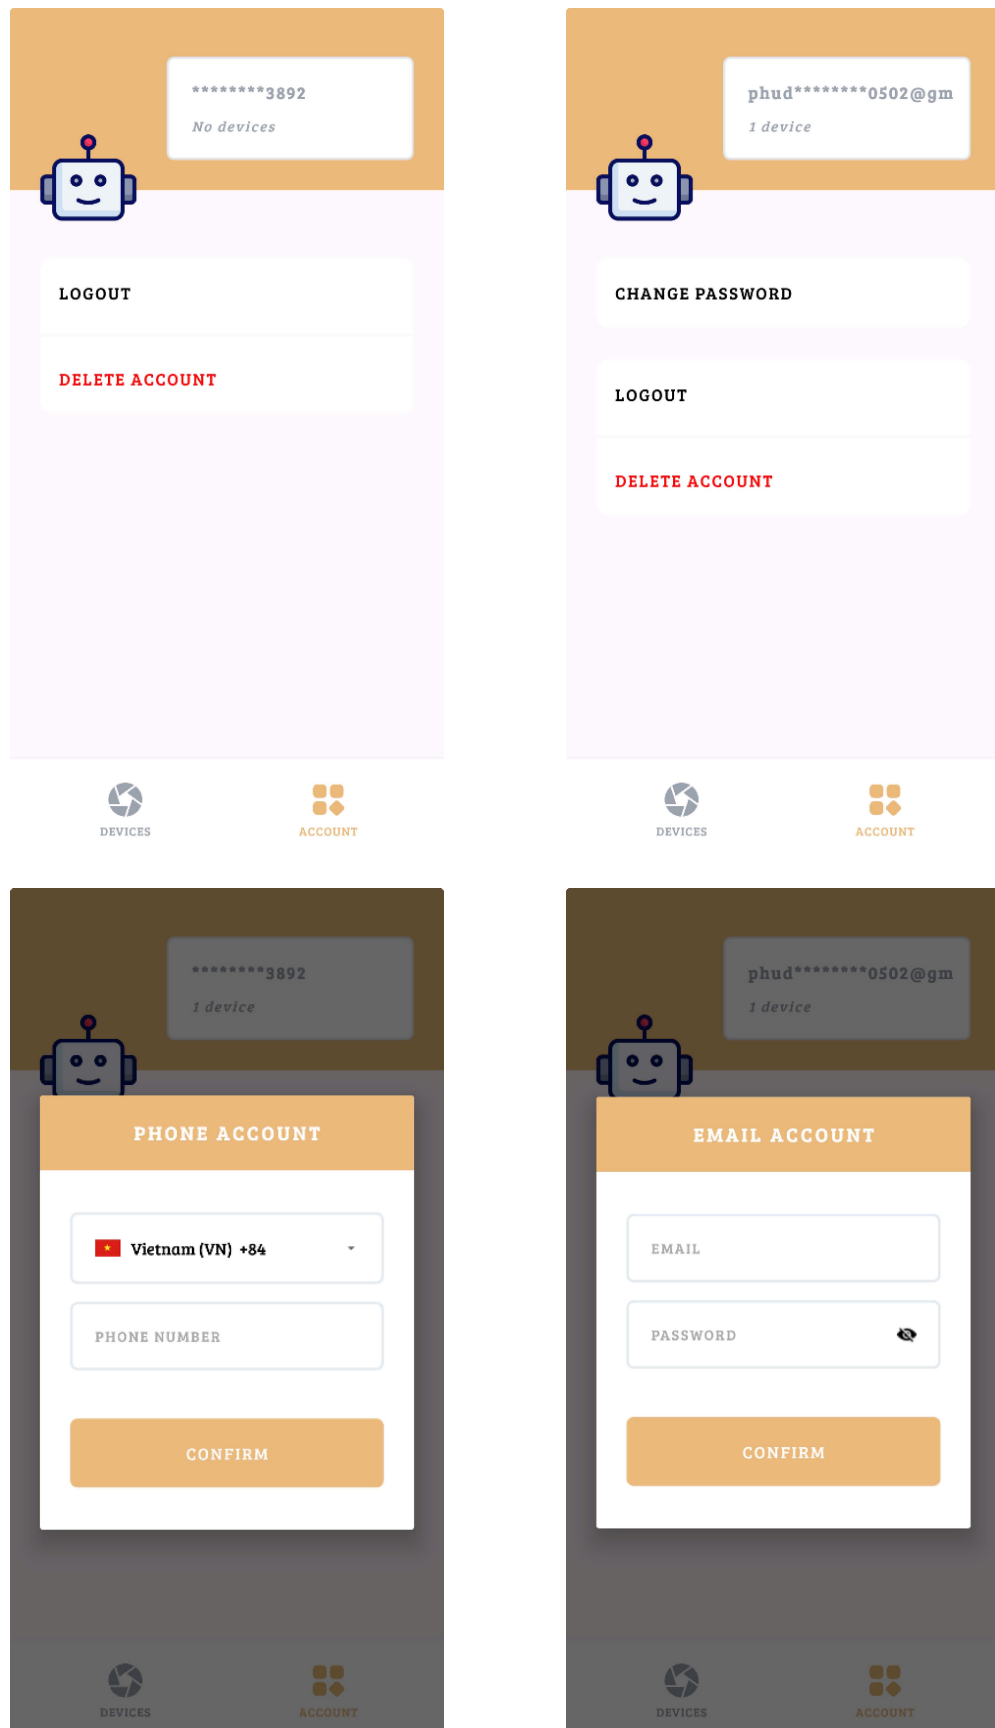 ********3892
No devices
LOGOUT
DELETE ACCOUNT
DEVICES
ACCOUNT
phud********0502@gm
1 device
CHANGE PASSWORD
LOGOUT
DELETE ACCOUNT
DEVICES
ACCOUNT
********3892
1 device
PHONE ACCOUNT
Vietnam (VN) +84
PHONE NUMBER
CONFIRM
DEVICES
ACCOUNT
phud********0502@gm
1 device
EMAIL ACCOUNT
EMAIL
PASSWORD
CONFIRM
DEVICES
ACCOUNT